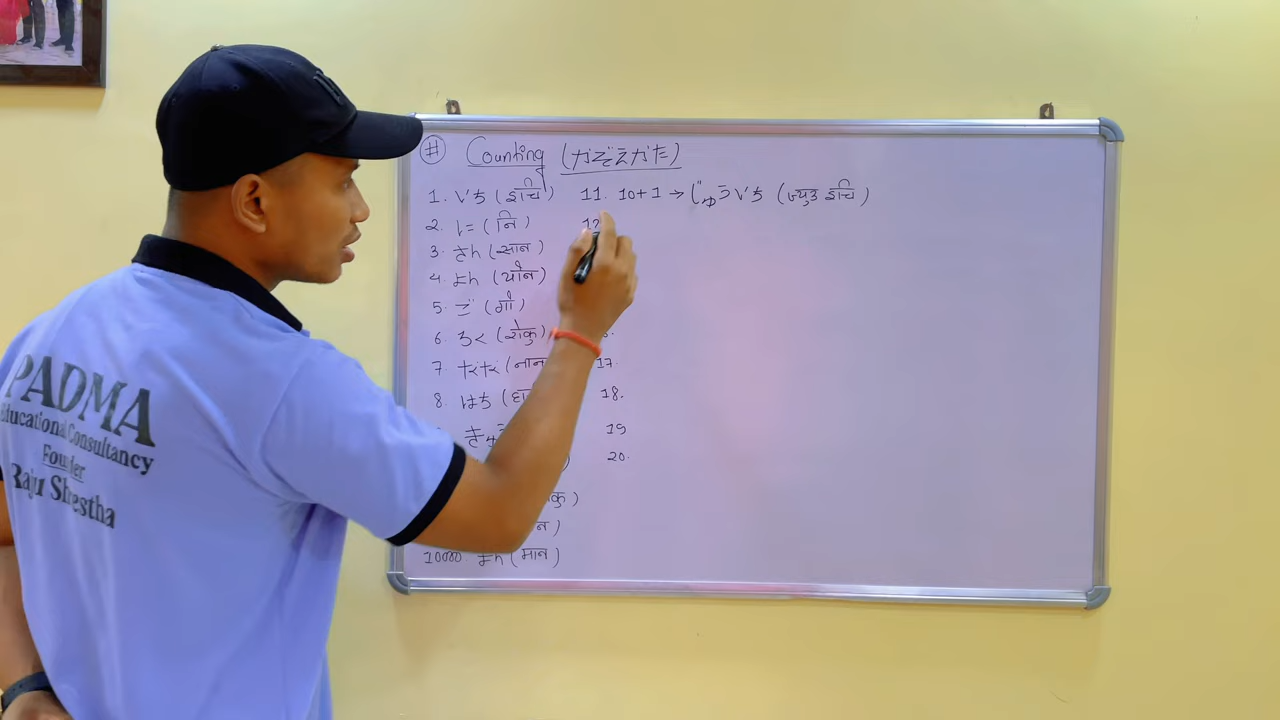 # Counting (かぞえかた)
1. いち (इचि) 11. 10+1 → じゅういち (ज्युउ इचि)
2. に (नि) 12
3. さん (सान)
4. よん (योन)
5. ご (गो)
6. ろく (रोकु)
7. なな (नान 17.
8. はち 18.
きゅ 19
20.
कु)
न)
10000. まん (मान)
PADMA
Educational Consultancy
Founder
Raju Shrestha